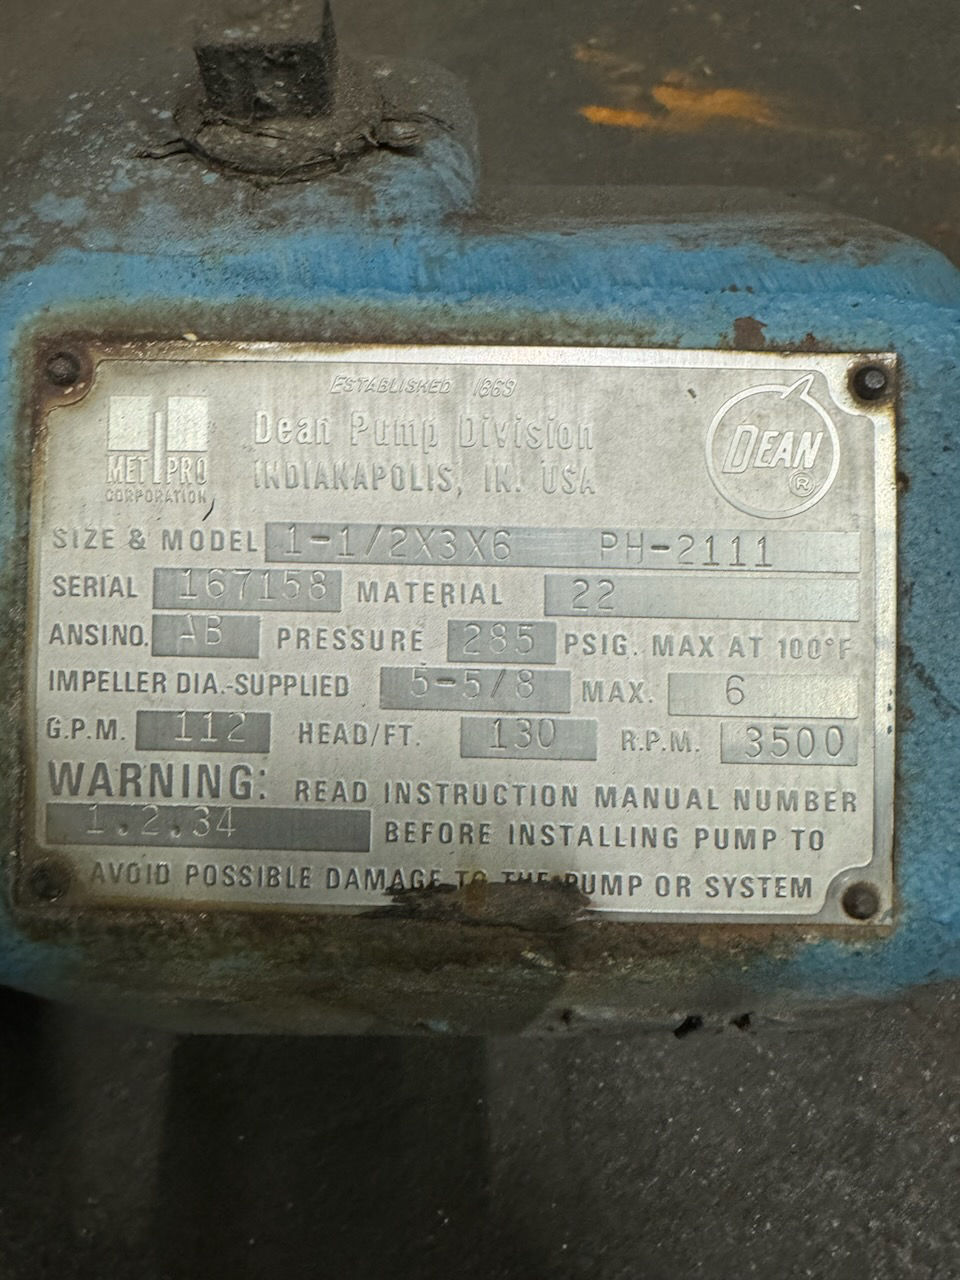 ESTABLISHED 1869
MET PRO
CORPORATION
Dean Pump Division
INDIANAPOLIS, IN. USA
DEAN
®
SIZE & MODEL 1-1/2X3X6 PH-2111
SERIAL 167158 MATERIAL 22
ANSI NO. AB PRESSURE 285 PSIG. MAX AT 100°F
IMPELLER DIA.-SUPPLIED 5-5/8 MAX. 6
G.P.M. 112 HEAD/FT. 130 R.P.M. 3500
WARNING: READ INSTRUCTION MANUAL NUMBER
1.2.34 BEFORE INSTALLING PUMP TO
AVOID POSSIBLE DAMAGE TO THE PUMP OR SYSTEM